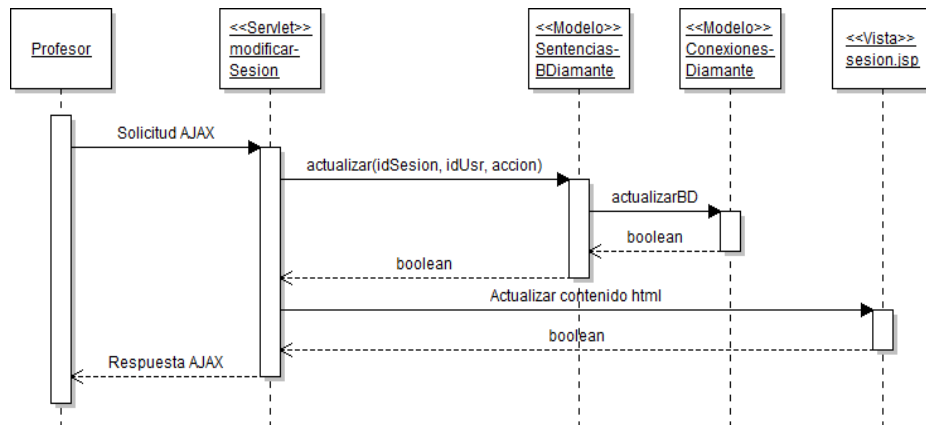 Profesor
<<Servlet>>
modificar-
Sesion
<<Modelo>>
Sentencias-
BDiamante
<<Modelo>>
Conexiones-
Diamante
<<Vista>>
sesion.jsp
Solicitud AJAX
actualizar(idSesion, idUsr, accion)
actualizarBD
boolean
boolean
Actualizar contenido html
boolean
Respuesta AJAX